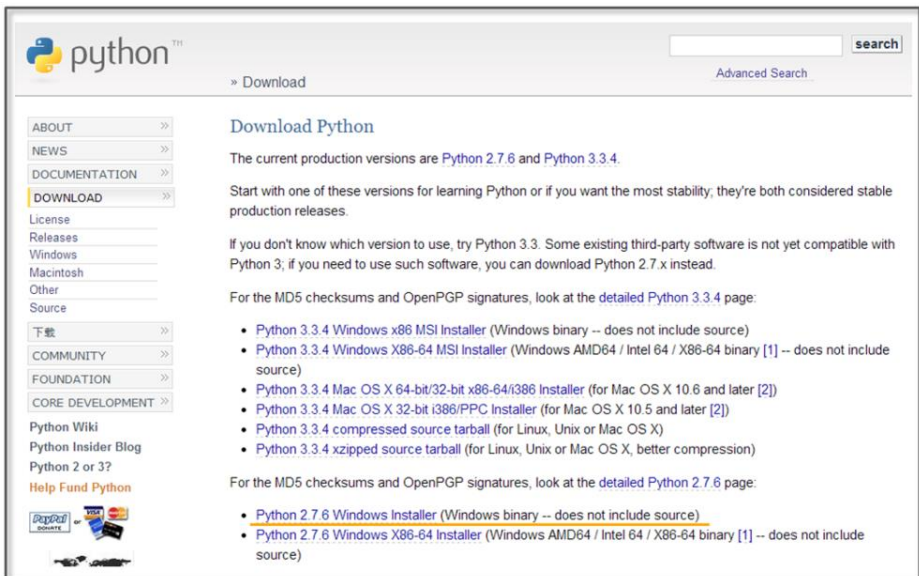 python TM
search
» Download
Advanced Search
ABOUT »
NEWS »
DOCUMENTATION »
DOWNLOAD »
License
Releases
Windows
Macintosh
Other
Source
下載 »
COMMUNITY »
FOUNDATION »
CORE DEVELOPMENT »
Python Wiki
Python Insider Blog
Python 2 or 3?
Help Fund Python
PayPal DONATE or VISA
Download Python
The current production versions are Python 2.7.6 and Python 3.3.4.
Start with one of these versions for learning Python or if you want the most stability; they're both considered stable
production releases.
If you don't know which version to use, try Python 3.3. Some existing third-party software is not yet compatible with
Python 3; if you need to use such software, you can download Python 2.7.x instead.
For the MD5 checksums and OpenPGP signatures, look at the detailed Python 3.3.4 page:
• Python 3.3.4 Windows x86 MSI Installer (Windows binary -- does not include source)
• Python 3.3.4 Windows X86-64 MSI Installer (Windows AMD64 / Intel 64 / X86-64 binary [1] -- does not include
source)
• Python 3.3.4 Mac OS X 64-bit/32-bit x86-64/i386 Installer (for Mac OS X 10.6 and later [2])
• Python 3.3.4 Mac OS X 32-bit i386/PPC Installer (for Mac OS X 10.5 and later [2])
• Python 3.3.4 compressed source tarball (for Linux, Unix or Mac OS X)
• Python 3.3.4 xzipped source tarball (for Linux, Unix or Mac OS X, better compression)
For the MD5 checksums and OpenPGP signatures, look at the detailed Python 2.7.6 page:
• Python 2.7.6 Windows Installer (Windows binary -- does not include source)
• Python 2.7.6 Windows X86-64 Installer (Windows AMD64 / Intel 64 / X86-64 binary [1] -- does not include
source)